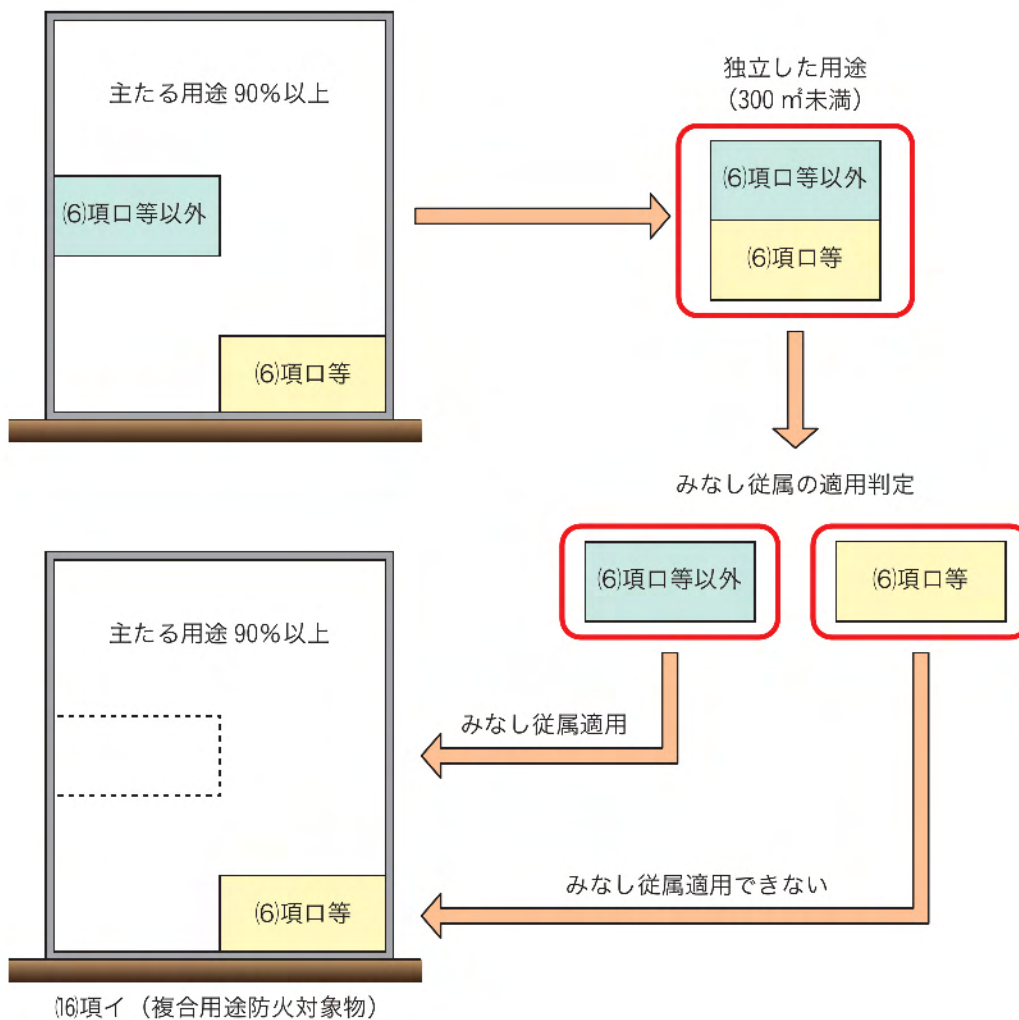 主たる用途 90%以上
⑹項ロ等以外
⑹項ロ等
独立した用途
(300 ㎡未満)
⑹項ロ等以外
⑹項ロ等
みなし従属の適用判定
⑹項ロ等以外
⑹項ロ等
主たる用途 90%以上
みなし従属適用
みなし従属適用できない
⑹項ロ等
⒃項イ(複合用途防火対象物)